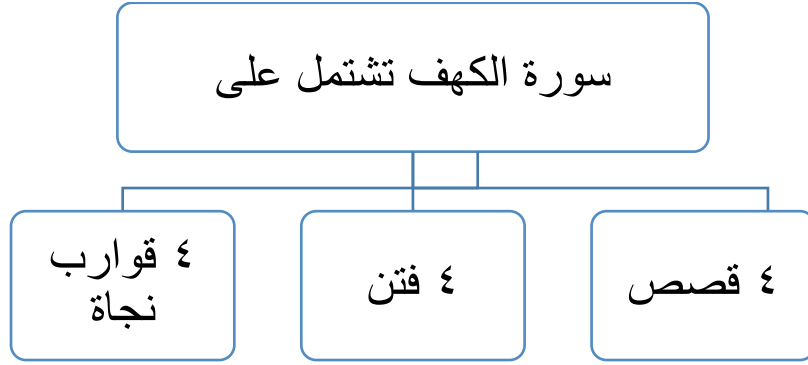 سورة الكهف تشتمل على
٤ قصص
٤ فتن
٤ قوارب
نجاة